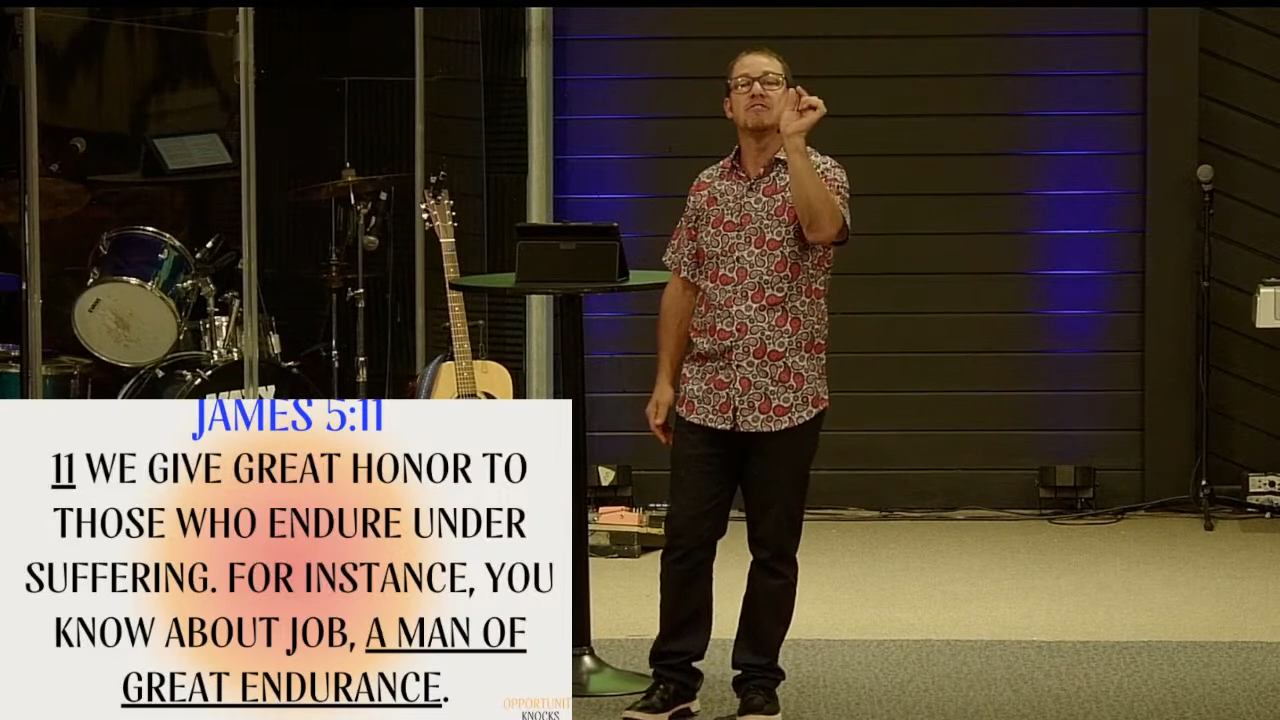 JAMES 5:11
11 WE GIVE GREAT HONOR TO
THOSE WHO ENDURE UNDER
SUFFERING. FOR INSTANCE, YOU
KNOW ABOUT JOB, A MAN OF
GREAT ENDURANCE.
OPPORTUNIT
KNOCKS